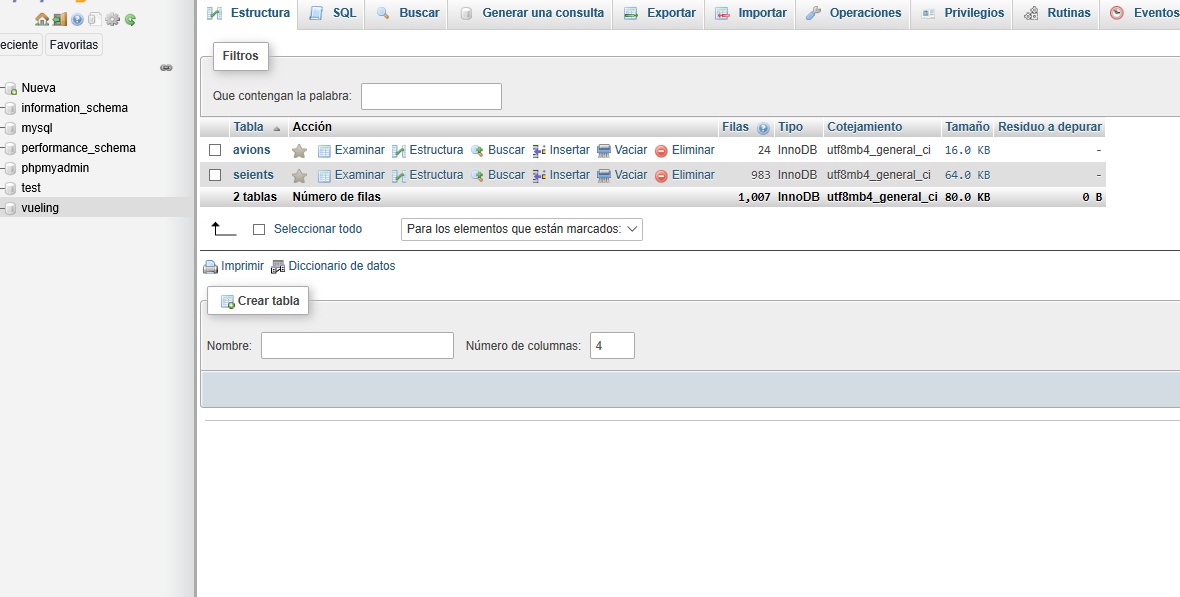 Estructura SQL Buscar Generar una consulta Exportar Importar Operaciones Privilegios Rutinas Eventos
eciente Favoritas
Nueva
information_schema
mysql
performance_schema
phpmyadmin
test
vueling
Filtros
Que contengan la palabra:
Tabla Acción Filas Tipo Cotejamiento Tamaño Residuo a depurar
avions Examinar Estructura Buscar Insertar Vaciar Eliminar 24 InnoDB utf8mb4_general_ci 16.0 KB -
seients Examinar Estructura Buscar Insertar Vaciar Eliminar 983 InnoDB utf8mb4_general_ci 64.0 KB -
2 tablas Número de filas 1,007 InnoDB utf8mb4_general_ci 80.0 KB 0 B
Seleccionar todo Para los elementos que están marcados:
Imprimir Diccionario de datos
Crear tabla
Nombre: Número de columnas: 4